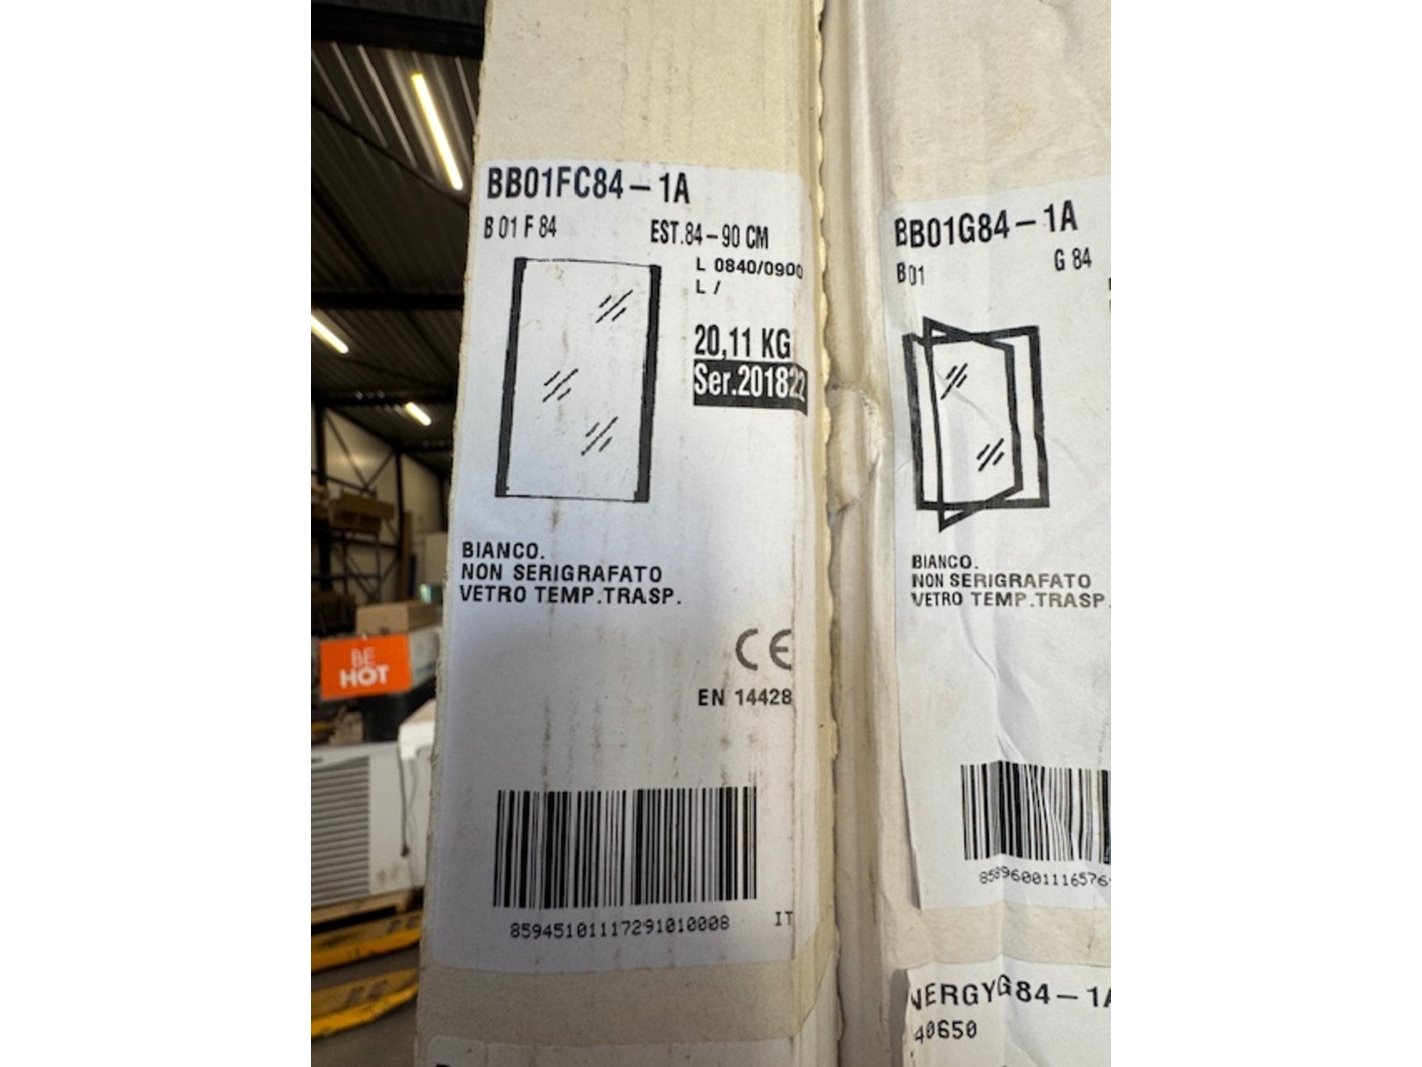 BB01FC84-1A
B 01 F 84 EST.84-90 CM
L 0840/0900
L /
20,11 KG
Ser.201822
BIANCO.
NON SERIGRAFATO
VETRO TEMP.TRASP.
CE
EN 14428
85945101117291010008 IT
BB01G84-1A
B01 G 84
BIANCO.
NON SERIGRAFATO
VETRO TEMP.TRASP.
NERGYG84-1A
40650
BE
HOT